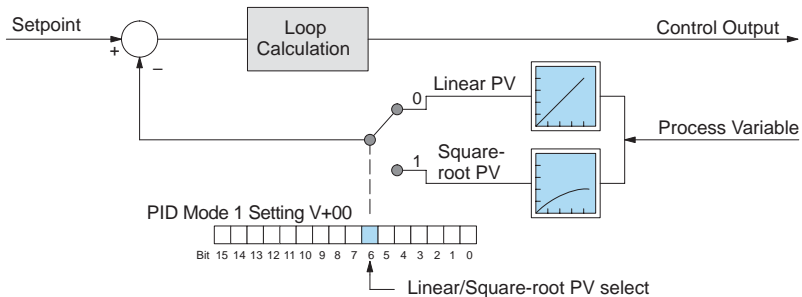 Setpoint
+
–
Loop
Calculation
Control Output
0
Linear PV
Process Variable
1
Square-
root PV
PID Mode 1 Setting V+00
Bit 15 14 13 12 11 10 9 8 7 6 5 4 3 2 1 0
Linear/Square-root PV select